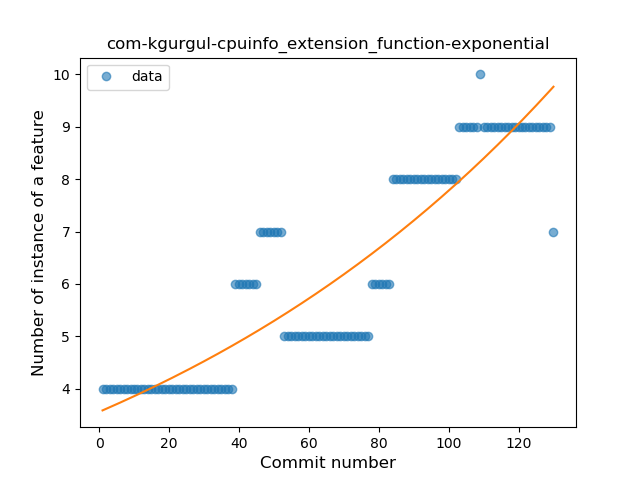 com-kgurgul-cpuinfo_extension_function-exponential
data
Number of instance of a feature
10
9
8
7
6
5
4
0 20 40 60 80 100 120
Commit number